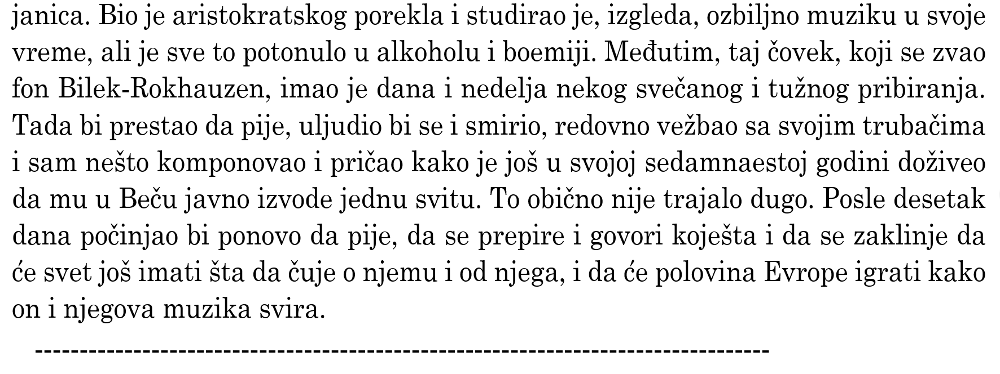 janica. Bio je aristokratskog porekla i studirao je, izgleda, ozbiljno muziku u svoje
vreme, ali je sve to potonulo u alkoholu i boemiji. Međutim, taj čovek, koji se zvao
fon Bilek-Rokhauzen, imao je dana i nedelja nekog svečanog i tužnog pribiranja.
Tada bi prestao da pije, uljudio bi se i smirio, redovno vežbao sa svojim trubačima
i sam nešto komponovao i pričao kako je još u svojoj sedamnaestoj godini doživeo
da mu u Beču javno izvode jednu svitu. To obično nije trajalo dugo. Posle desetak
dana počinjao bi ponovo da pije, da se prepire i govori koješta i da se zaklinje da
će svet još imati šta da čuje o njemu i od njega, i da će polovina Evrope igrati kako
on i njegova muzika svira.
----------------------------------------------------------------------------------